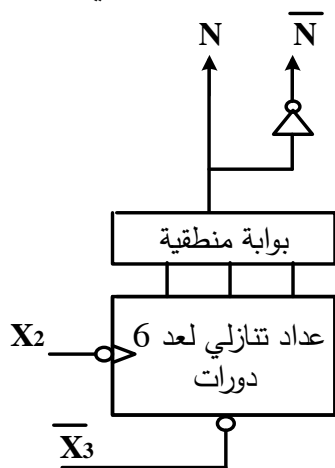 N N̅
بوابة منطقية
عداد تنازلي لعد 6
دورات
X2
X̅3